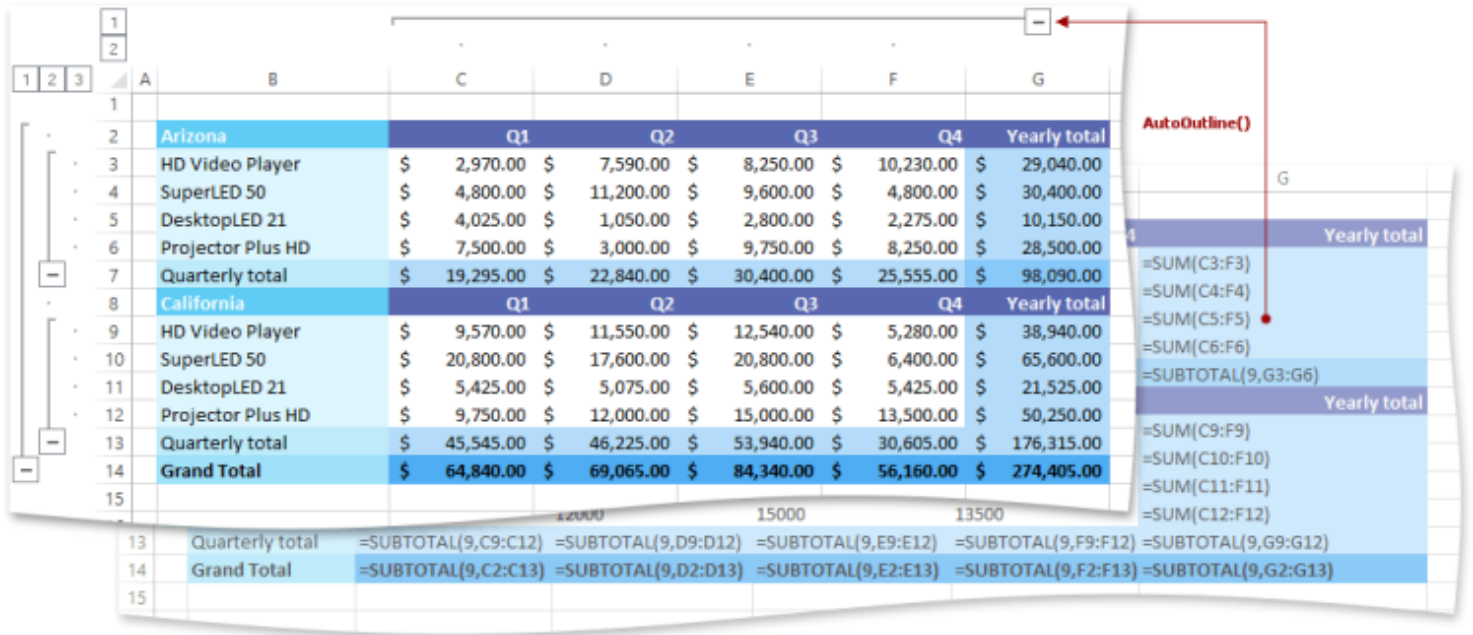 1
2
1 2 3 A B C D E F G
1
2 Arizona Q1 Q2 Q3 Q4 Yearly total
3 HD Video Player $ 2,970.00 $ 7,590.00 $ 8,250.00 $ 10,230.00 $ 29,040.00
4 SuperLED 50 $ 4,800.00 $ 11,200.00 $ 9,600.00 $ 4,800.00 $ 30,400.00
5 DesktopLED 21 $ 4,025.00 $ 1,050.00 $ 2,800.00 $ 2,275.00 $ 10,150.00
6 Projector Plus HD $ 7,500.00 $ 3,000.00 $ 9,750.00 $ 8,250.00 $ 28,500.00
7 Quarterly total $ 19,295.00 $ 22,840.00 $ 30,400.00 $ 25,555.00 $ 98,090.00
8 California Q1 Q2 Q3 Q4 Yearly total
9 HD Video Player $ 9,570.00 $ 11,550.00 $ 12,540.00 $ 5,280.00 $ 38,940.00
10 SuperLED 50 $ 20,800.00 $ 17,600.00 $ 20,800.00 $ 6,400.00 $ 65,600.00
11 DesktopLED 21 $ 5,425.00 $ 5,075.00 $ 5,600.00 $ 5,425.00 $ 21,525.00
12 Projector Plus HD $ 9,750.00 $ 12,000.00 $ 15,000.00 $ 13,500.00 $ 50,250.00
13 Quarterly total $ 45,545.00 $ 46,225.00 $ 53,940.00 $ 30,605.00 $ 176,315.00
14 Grand Total $ 64,840.00 $ 69,065.00 $ 84,340.00 $ 56,160.00 $ 274,405.00
15
AutoOutline()
G
4 Yearly total
=SUM(C3:F3)
=SUM(C4:F4)
=SUM(C5:F5)
=SUM(C6:F6)
=SUBTOTAL(9,G3:G6)
Yearly total
=SUM(C9:F9)
=SUM(C10:F10)
=SUM(C11:F11)
12000 15000 13500 =SUM(C12:F12)
13 Quarterly total =SUBTOTAL(9,C9:C12) =SUBTOTAL(9,D9:D12) =SUBTOTAL(9,E9:E12) =SUBTOTAL(9,F9:F12) =SUBTOTAL(9,G9:G12)
14 Grand Total =SUBTOTAL(9,C2:C13) =SUBTOTAL(9,D2:D13) =SUBTOTAL(9,E2:E13) =SUBTOTAL(9,F2:F13) =SUBTOTAL(9,G2:G13)
15